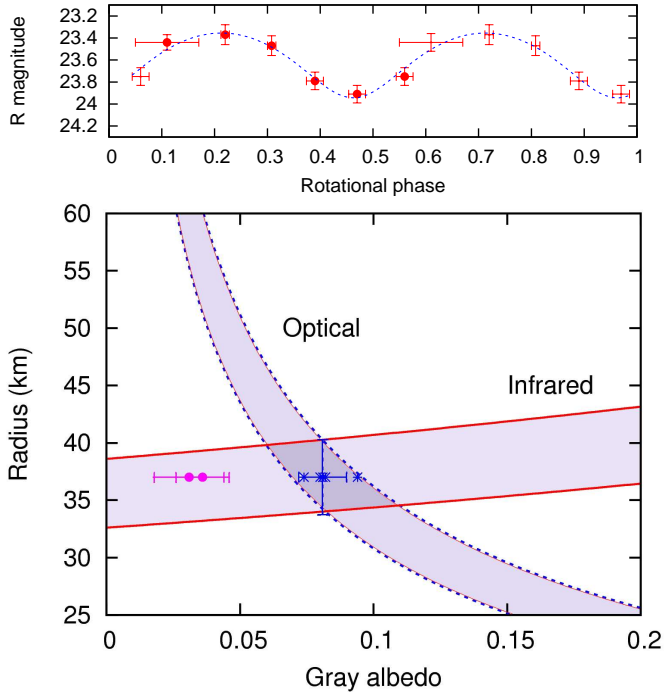 R magnitude
23.2
23.6
24
24.2
23.4
23.8
0 0.1 0.2 0.3 0.4 0.5 0.6 0.7 0.8 0.9 1
Rotational phase
Radius (km)
60
55
50
45
40
35
30
25
Optical
Infrared
0 0.05 0.1 0.15 0.2
Gray albedo